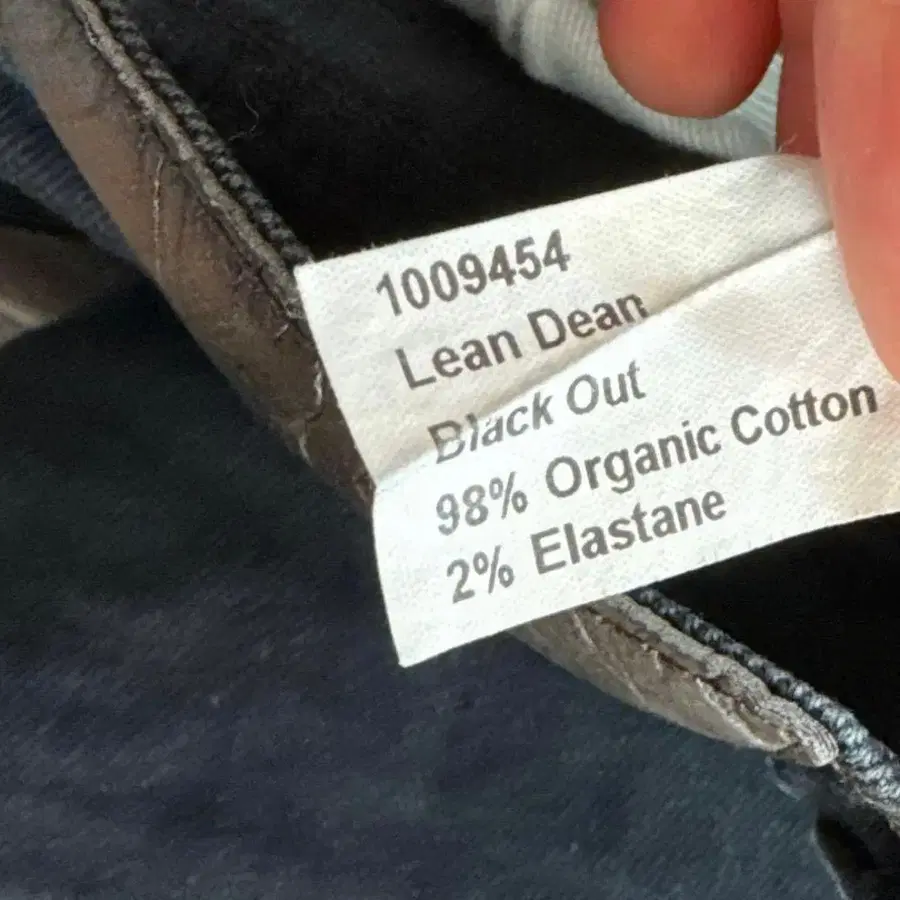 1009454
Lean Dean
Black Out
98% Organic Cotton
2% Elastane